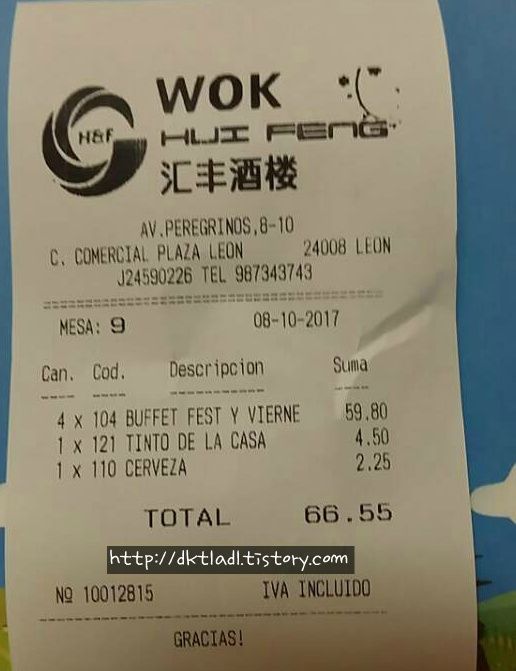 H&F
WOK
HUI FENG
汇丰酒楼
AV.PEREGRINOS,8-10
C. COMERCIAL PLAZA LEON 24008 LEON
J24590226 TEL 987343743
MESA: 9 08-10-2017
Can. Cod. Descripcion Suma
4 x 104 BUFFET FEST Y VIERNE 59.80
1 x 121 TINTO DE LA CASA 4.50
1 x 110 CERVEZA 2.25
TOTAL 66.55
http://dktladl.tistory.com
Nº 10012815 IVA INCLUIDO
GRACIAS!